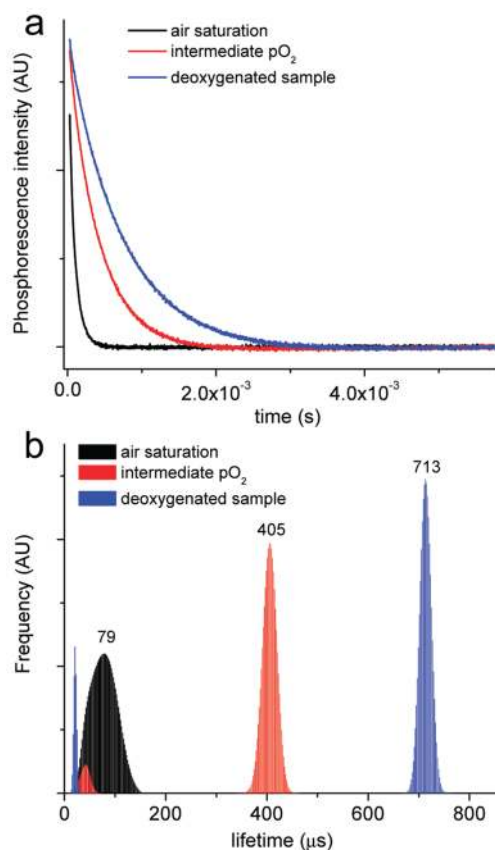 a
air saturation
intermediate pO₂
deoxygenated sample
Phosphorescence intensity (AU)
0.0
2.0x10⁻³
4.0x10⁻³
time (s)
b
air saturation
intermediate pO₂
deoxygenated sample
713
405
79
Frequency (AU)
0
200
400
600
800
lifetime (μs)